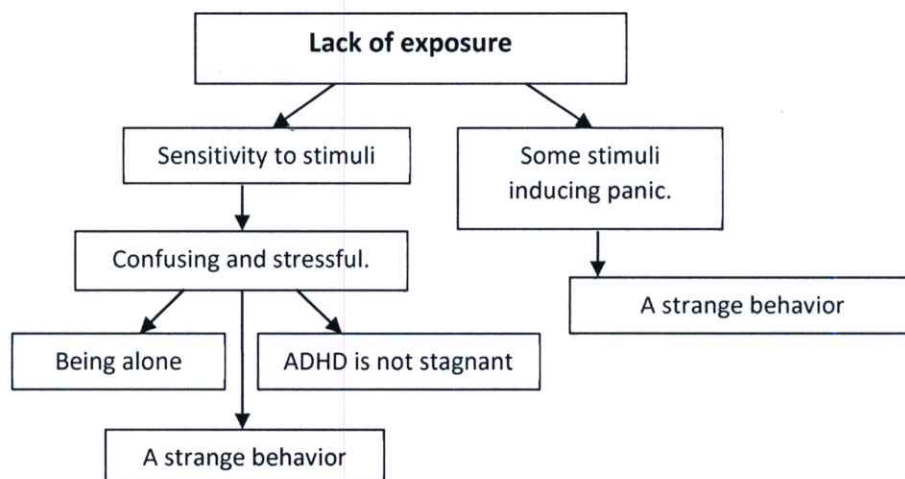 Lack of exposure
Sensitivity to stimuli
Some stimuli
inducing panic.
Confusing and stressful.
A strange behavior
Being alone
ADHD is not stagnant
A strange behavior